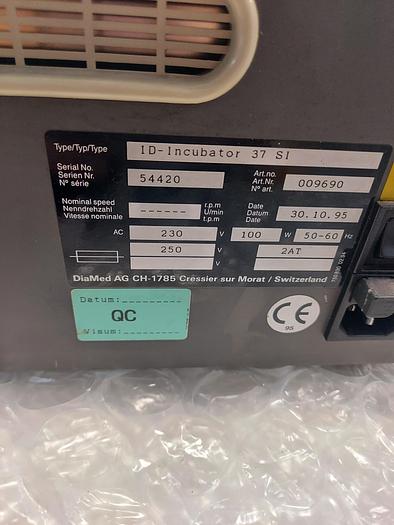 Type/Typ/Type ID-Incubator 37 SI
Serial No.
Serien Nr. 54420
N° série
Art.no.
Art.Nr. 009690
N° art.
Nominal speed r.p.m
Nenndrehzahl ------ U/min
Vitesse nominale t.p.m
Date
Datum 30.10.95
Date
AC 230 V 100 W 50-60 Hz
250 V 2AT
V
DiaMed AG CH-1785 Cressier sur Morat / Switzerland
Datum:
QC
Visum:
CE
95